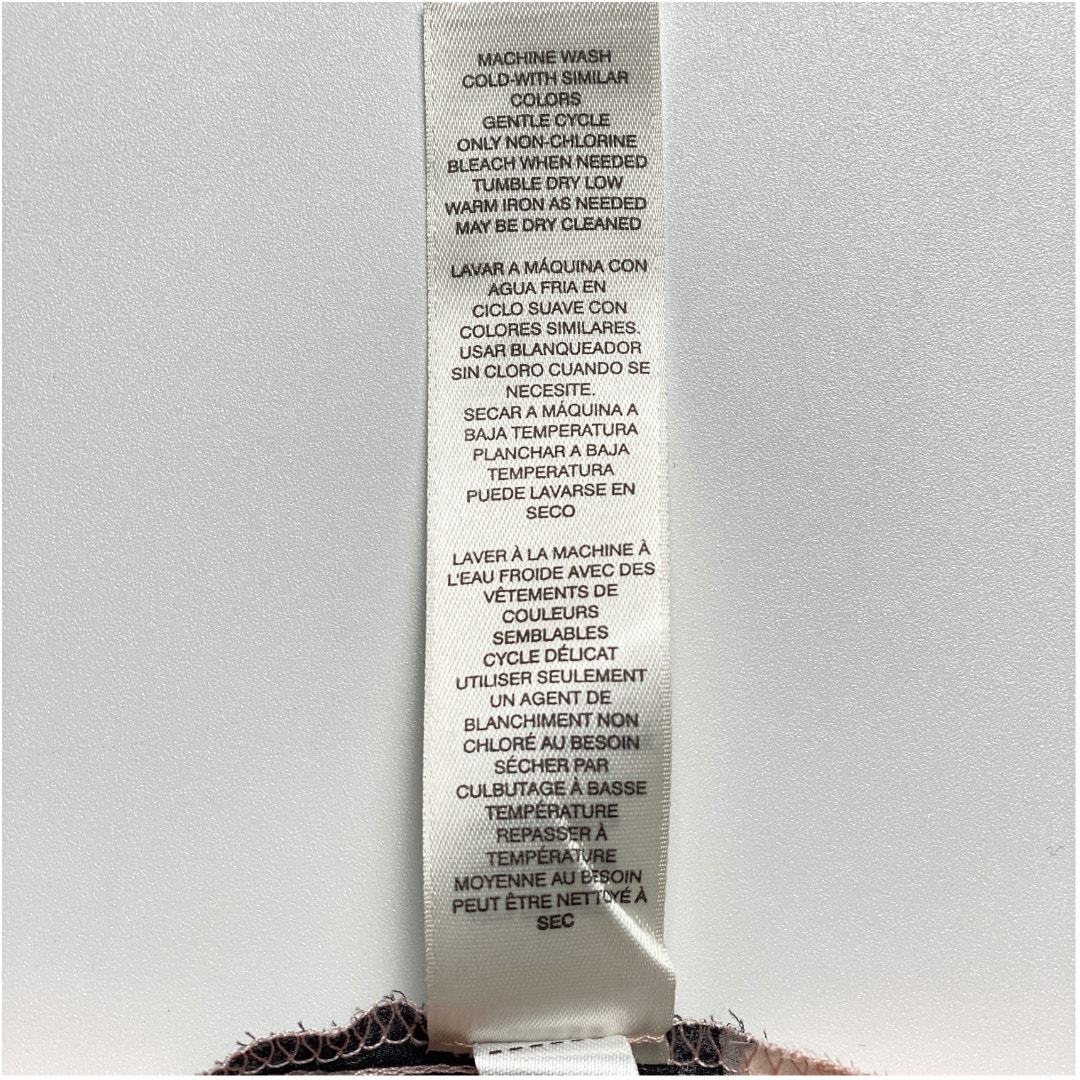 MACHINE WASH
COLD-WITH SIMILAR
COLORS
GENTLE CYCLE
ONLY NON-CHLORINE
BLEACH WHEN NEEDED
TUMBLE DRY LOW
WARM IRON AS NEEDED
MAY BE DRY CLEANED
LAVAR A MÁQUINA CON
AGUA FRIA EN
CICLO SUAVE CON
COLORES SIMILARES.
USAR BLANQUEADOR
SIN CLORO CUANDO SE
NECESITE.
SECAR A MÁQUINA A
BAJA TEMPERATURA
PLANCHAR A BAJA
TEMPERATURA
PUEDE LAVARSE EN
SECO
LAVER À LA MACHINE À
L'EAU FROIDE AVEC DES
VÊTEMENTS DE
COULEURS
SEMBLABLES
CYCLE DÉLICAT
UTILISER SEULEMENT
UN AGENT DE
BLANCHIMENT NON
CHLORÉ AU BESOIN
SÉCHER PAR
CULBUTAGE À BASSE
TEMPÉRATURE
REPASSER À
TEMPÉRATURE
MOYENNE AU BESOIN
PEUT ÊTRE NETTOYÉ À
SEC